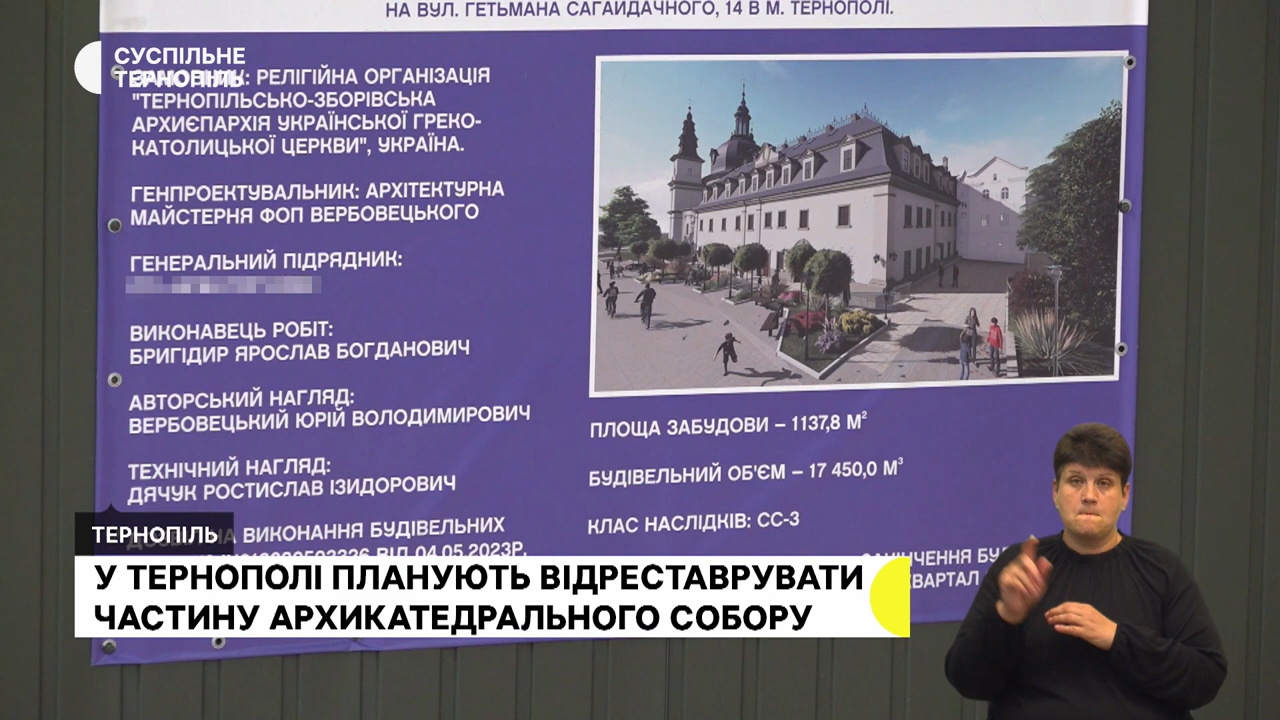 НА ВУЛ. ГЕТЬМАНА САГАЙДАЧНОГО, 14 В М. ТЕРНОПОЛІ.
СУСПІЛЬНЕ
ТЕРНОПІЛЬ
РЕЛІГІЙНА ОРГАНІЗАЦІЯ
"ТЕРНОПІЛЬСЬКО-ЗБОРІВСЬКА
АРХИЄПАРХІЯ УКРАЇНСЬКОЇ ГРЕКО-
КАТОЛИЦЬКОЇ ЦЕРКВИ", УКРАЇНА.
ГЕНПРОЕКТУВАЛЬНИК: АРХІТЕКТУРНА
МАЙСТЕРНЯ ФОП ВЕРБОВЕЦЬКОГО
ГЕНЕРАЛЬНИЙ ПІДРЯДНИК:
ВИКОНАВЕЦЬ РОБІТ:
БРИГІДИР ЯРОСЛАВ БОГДАНОВИЧ
АВТОРСЬКИЙ НАГЛЯД:
ВЕРБОВЕЦЬКИЙ ЮРІЙ ВОЛОДИМИРОВИЧ
ТЕХНІЧНИЙ НАГЛЯД:
ДЯЧУК РОСТИСЛАВ ІЗИДОРОВИЧ
ВИКОНАННЯ БУДІВЕЛЬНИХ
ВІД 04.05.2023Р.
ПЛОЩА ЗАБУДОВИ – 1137,8 М²
БУДІВЕЛЬНИЙ ОБ'ЄМ – 17 450,0 М³
КЛАС НАСЛІДКІВ: СС-3
КВАРТАЛ
ТЕРНОПІЛЬ
У ТЕРНОПОЛІ ПЛАНУЮТЬ ВІДРЕСТАВРУВАТИ
ЧАСТИНУ АРХИКАТЕДРАЛЬНОГО СОБОРУ